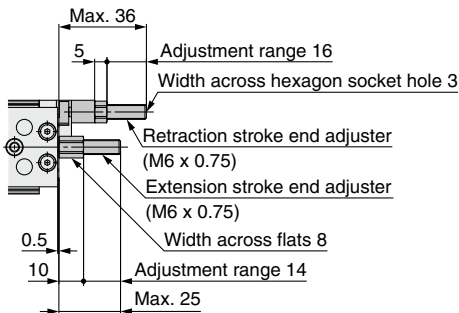 Max. 36
5
Adjustment range 16
Width across hexagon socket hole 3
Retraction stroke end adjuster
(M6 x 0.75)
Extension stroke end adjuster
(M6 x 0.75)
0.5
Width across flats 8
10
Adjustment range 14
Max. 25